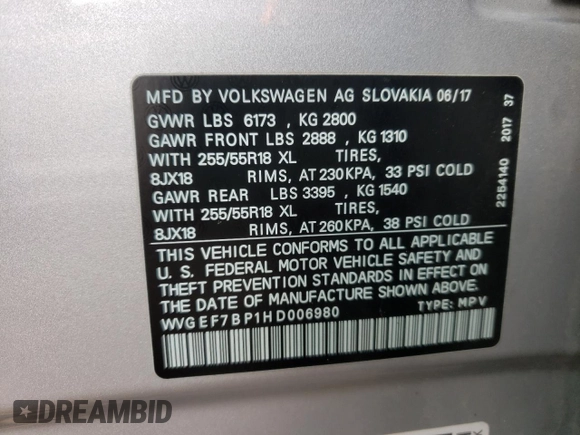 MFD BY VOLKSWAGEN AG SLOVAKIA 06/17
GVWR LBS 6173 , KG 2800
GAWR FRONT LBS 2888 , KG 1310
WITH 255/55R18 XL TIRES,
8JX18 RIMS, AT 230KPA, 33 PSI COLD
GAWR REAR LBS 3395 , KG 1540
WITH 255/55R18 XL TIRES,
8JX18 RIMS, AT 260KPA, 38 PSI COLD
THIS VEHICLE CONFORMS TO ALL APPLICABLE
U. S. FEDERAL MOTOR VEHICLE SAFETY AND
THEFT PREVENTION STANDARDS IN EFFECT ON
THE DATE OF MANUFACTURE SHOWN ABOVE.
WVGEF7BP1HD006980 TYPE: MPV
2254140 2017 37
DREAMBID